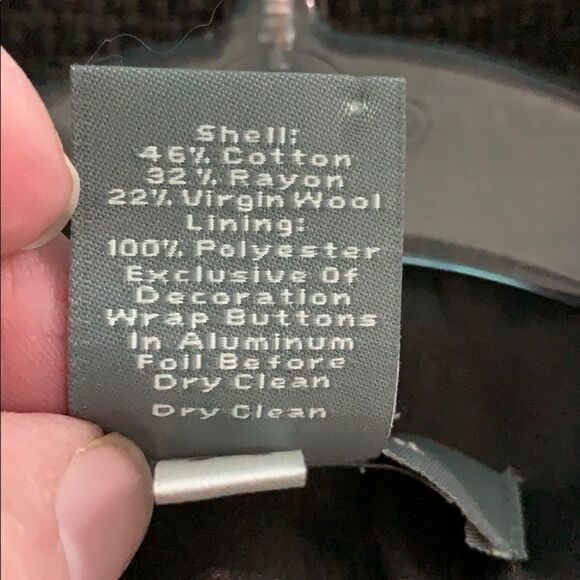 Shell:
46% Cotton
32% Rayon
22% Virgin Wool
Lining:
100% Polyester
Exclusive Of
Decoration
Wrap Buttons
In Aluminum
Foil Before
Dry Clean
Dry Clean